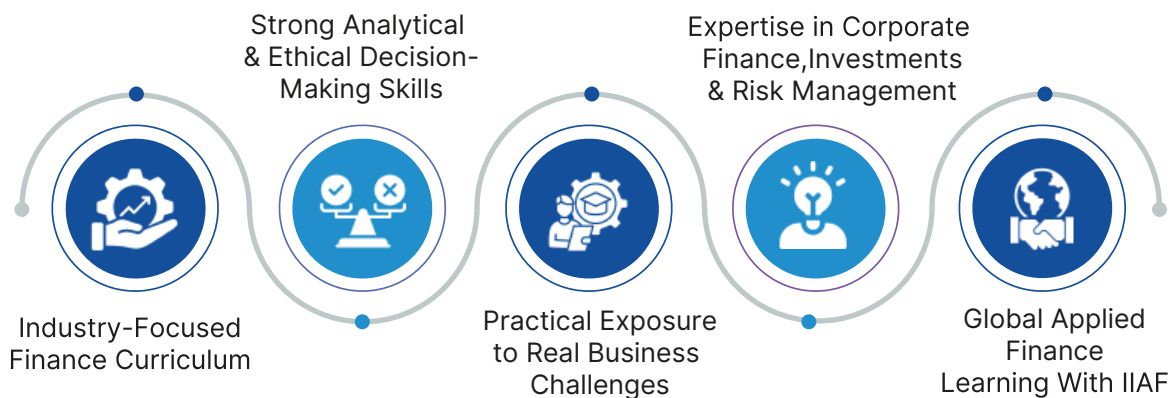 Strong Analytical
& Ethical Decision-
Making Skills
Expertise in Corporate
Finance,Investments
& Risk Management
Industry-Focused
Finance Curriculum
Practical Exposure
to Real Business
Challenges
Global Applied
Finance
Learning With IIAF